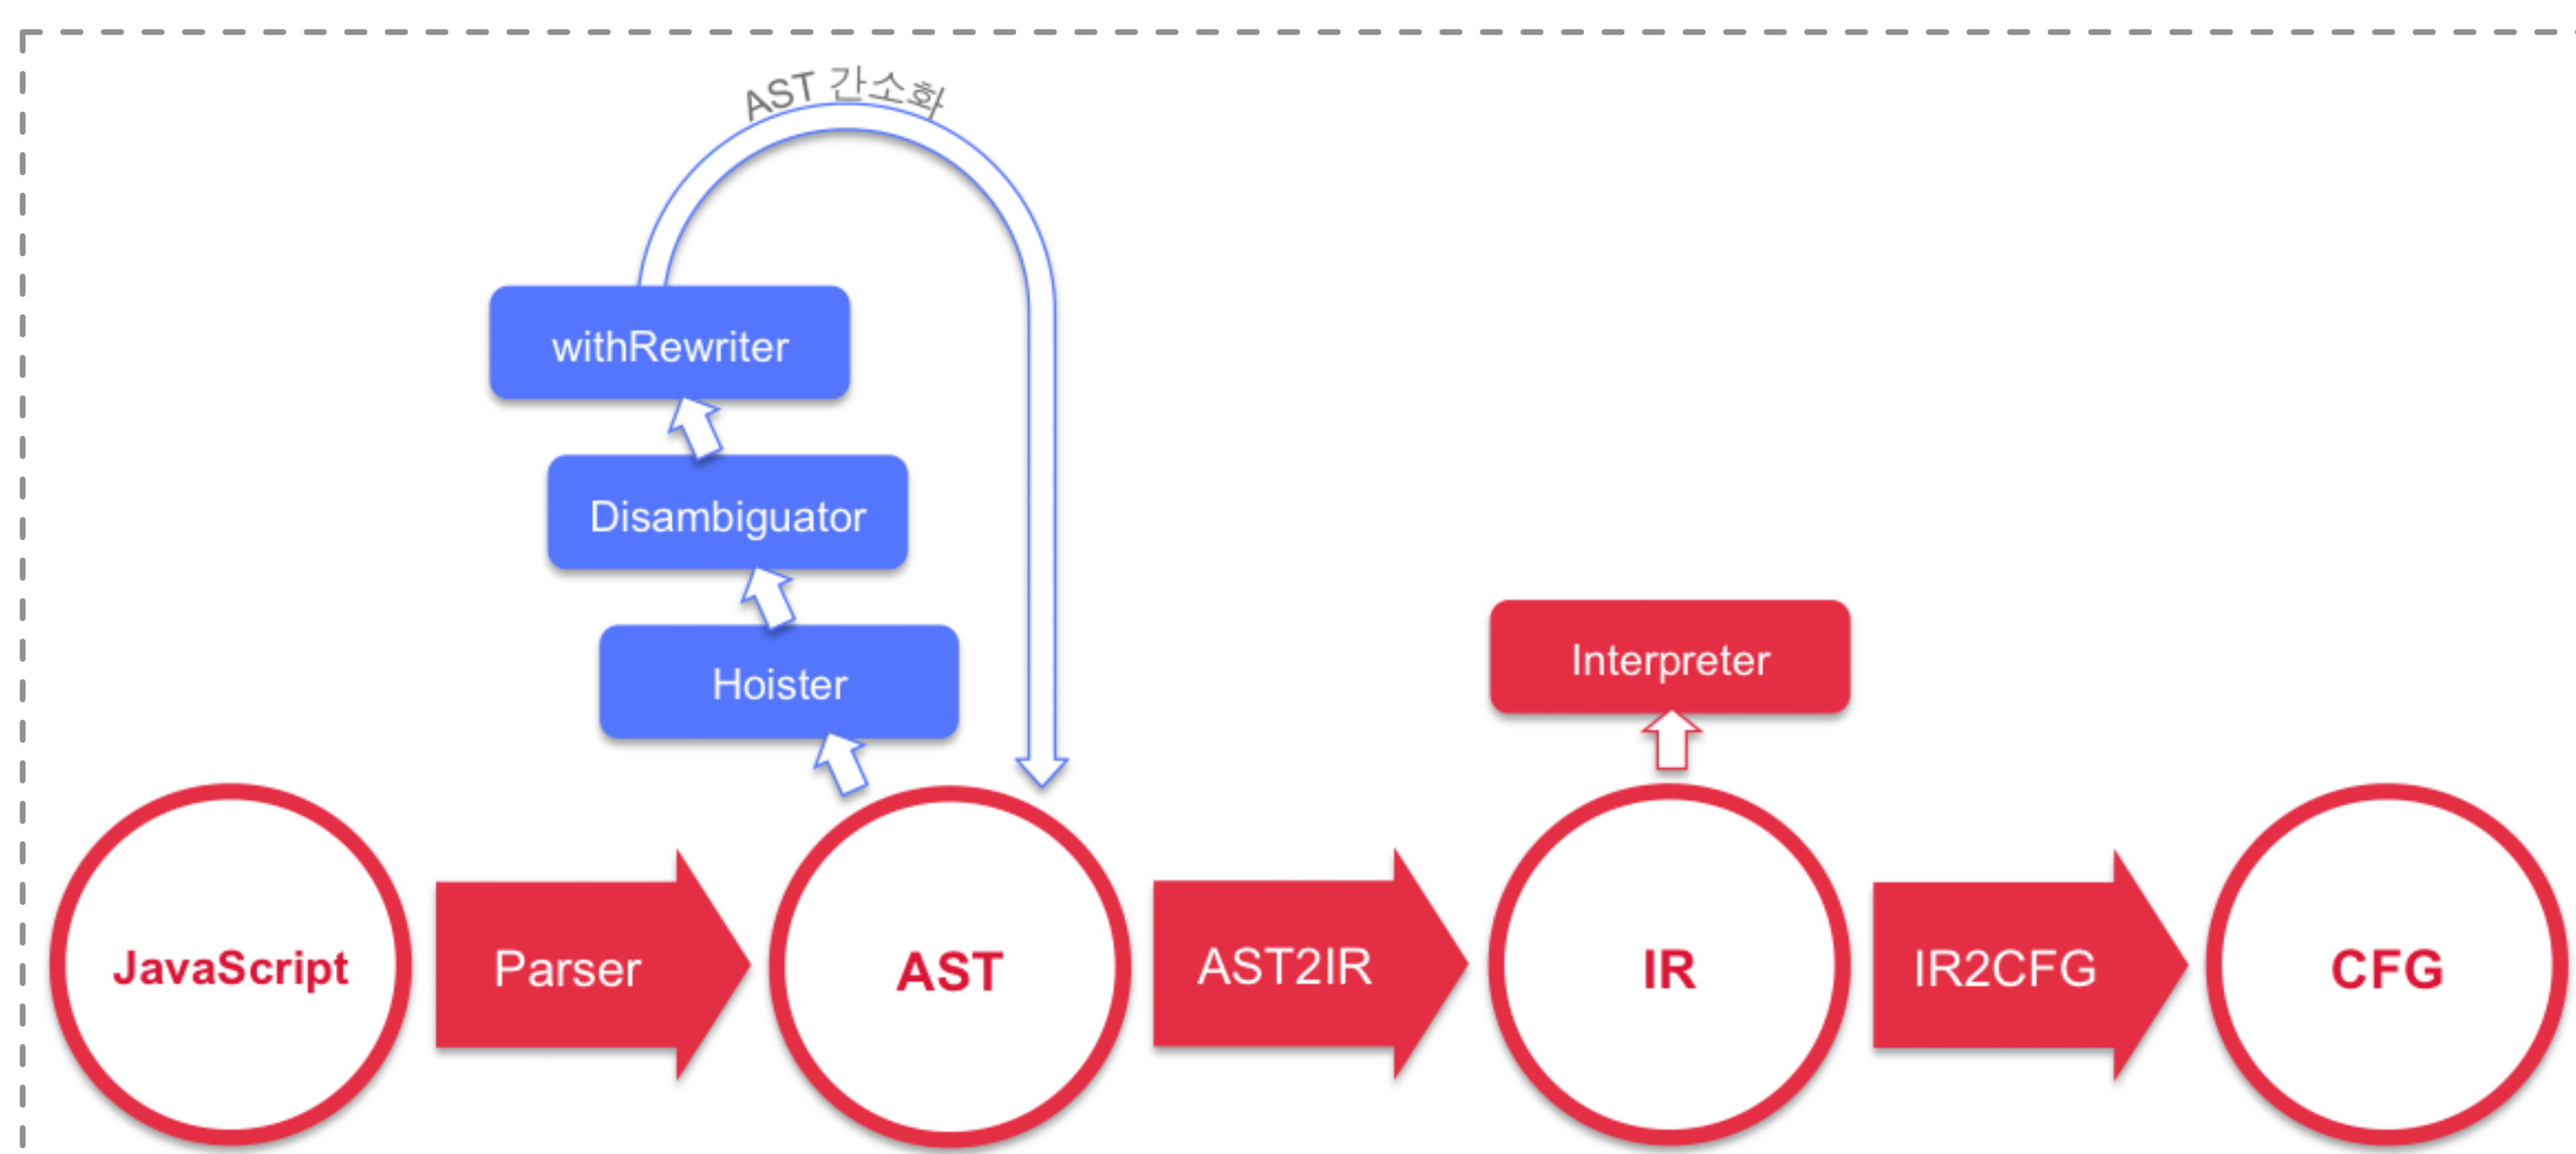 AST 간소화
withRewriter
Disambiguator
Hoister
Interpreter
JavaScript
Parser
AST
AST2IR
IR
IR2CFG
CFG